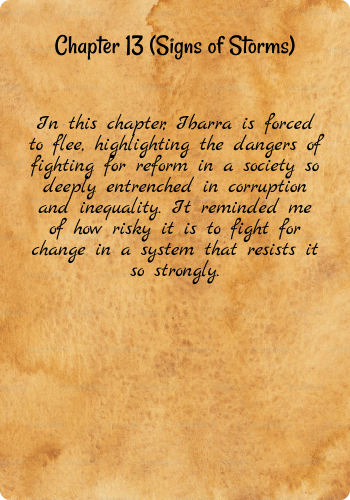 Chapter 13 (Signs of Storms)
In this chapter, Ibarra is forced
to flee, highlighting the dangers of
fighting for reform in a society so
deeply entrenched in corruption
and inequality. It reminded me
of how risky it is to fight for
change in a system that resists it
so strongly.